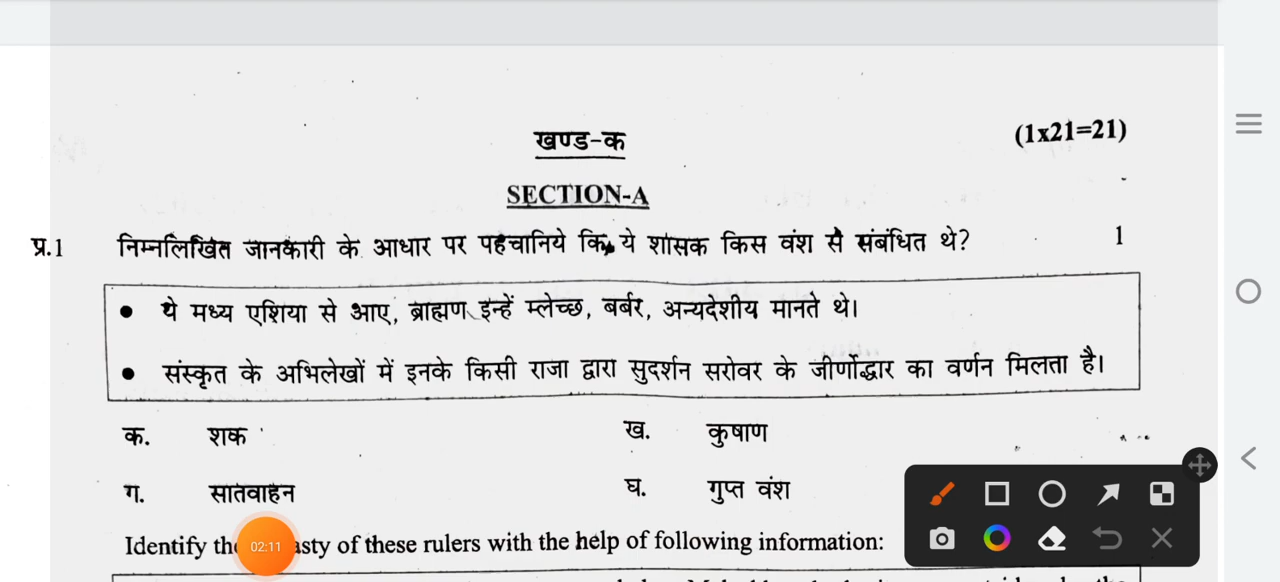 खण्ड-क
(1x21=21)
SECTION-A
प्र.1 निम्नलिखित जानकारी के आधार पर पहचानिये कि ये शासक किस वंश से संबंधित थे? 1
• ये मध्य एशिया से आए, ब्राह्मण इन्हें म्लेच्छ, बर्बर, अन्यदेशीय मानते थे।
• संस्कृत के अभिलेखों में इनके किसी राजा द्वारा सुदर्शन सरोवर के जीर्णोद्धार का वर्णन मिलता है।
क. शक ख. कुषाण
ग. सातवाहन घ. गुप्त वंश
Identify the of these rulers with the help of following information:
02:11